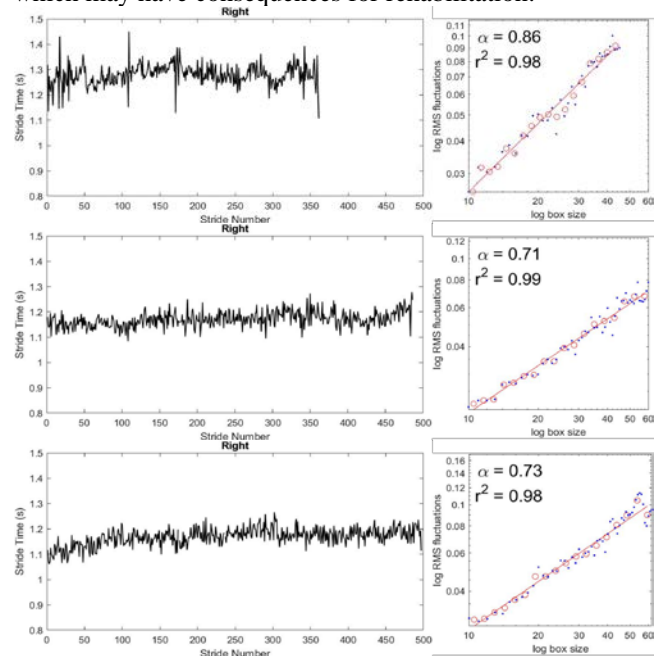 which may have consequences for rehabilitation.
Right
1.5
1.4
1.3
1.2
1.1
1
0.9
0.8
Stride Time (s)
0 50 100 150 200 250 300 350 400 450 500
Stride Number
α = 0.86
r² = 0.98
0.11
0.1
0.09
0.08
0.07
0.06
0.05
0.04
0.03
log RMS fluctuations
10 20 30 40 50 60
log box size
Right
1.5
1.4
1.3
1.2
1.1
1
0.9
0.8
Stride Time (s)
0 50 100 150 200 250 300 350 400 450 500
Stride Number
α = 0.71
r² = 0.99
0.12
0.1
0.08
0.06
0.04
log RMS fluctuations
10 20 30 40 50 60
log box size
Right
1.5
1.4
1.3
1.2
1.1
1
0.9
0.8
Stride Time (s)
0 50 100 150 200 250 300 350 400 450 500
Stride Number
α = 0.73
r² = 0.98
0.16
0.14
0.12
0.1
0.08
0.06
0.04
log RMS fluctuations
10 20 30 40 50 60
log box size